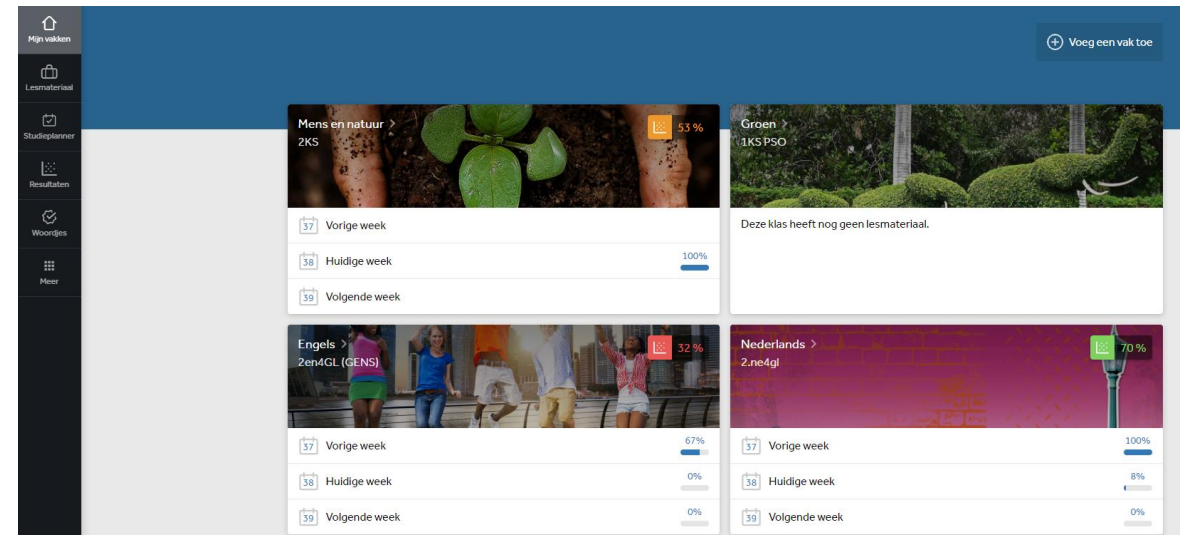 Mijn vakken
Lesmateriaal
Studieplanner
Resultaten
Woordjes
Meer
Voeg een vak toe
Mens en natuur >
2KS
53 %
37 Vorige week
38 Huidige week 100%
39 Volgende week
Groen >
1KS PSO
Deze klas heeft nog geen lesmateriaal.
Engels >
2en4GL (GENS)
32 %
37 Vorige week 67%
38 Huidige week 0%
39 Volgende week 0%
Nederlands >
2.ne4gl
70 %
37 Vorige week 100%
38 Huidige week 8%
39 Volgende week 0%